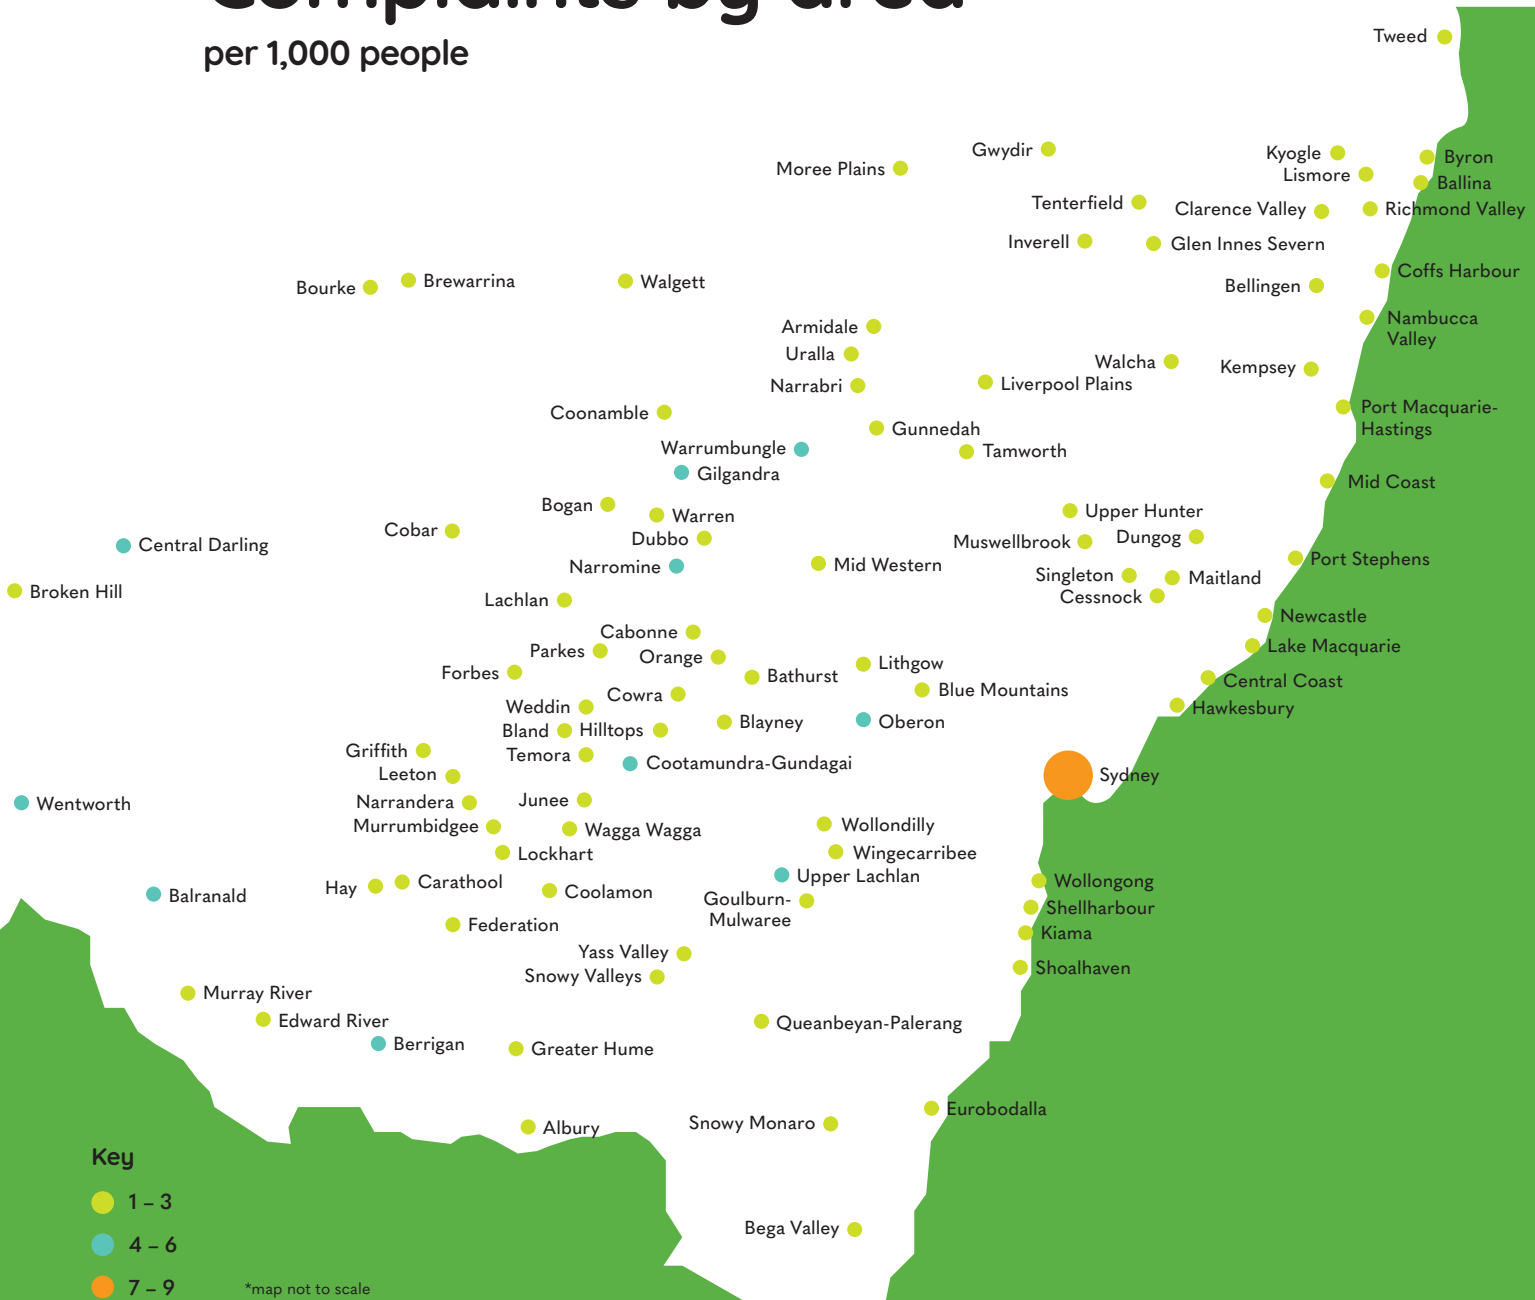 Complaints by area
per 1,000 people
Tweed
Gwydir
Kyogle
Byron
Moree Plains
Lismore
Ballina
Tenterfield
Clarence Valley
Richmond Valley
Inverell
Glen Innes Severn
Coffs Harbour
Bourke
Brewarrina
Walgett
Bellingen
Armidale
Nambucca
Valley
Uralla
Walcha
Kempsey
Narrabri
Liverpool Plains
Coonamble
Port Macquarie-
Hastings
Gunnedah
Warrumbungle
Tamworth
Gilgandra
Mid Coast
Bogan
Warren
Upper Hunter
Cobar
Dubbo
Muswellbrook
Dungog
Central Darling
Narromine
Mid Western
Port Stephens
Singleton
Maitland
Broken Hill
Lachlan
Cessnock
Newcastle
Cabonne
Parkes
Orange
Lake Macquarie
Forbes
Lithgow
Bathurst
Central Coast
Cowra
Blue Mountains
Weddin
Hawkesbury
Bland
Hilltops
Blayney
Oberon
Griffith
Temora
Cootamundra-Gundagai
Leeton
Sydney
Wentworth
Narrandera
Junee
Murrumbidgee
Wagga Wagga
Wollondilly
Lockhart
Wingecarribee
Hay
Carathool
Coolamon
Upper Lachlan
Wollongong
Balranald
Goulburn-
Mulwaree
Shellharbour
Federation
Kiama
Yass Valley
Snowy Valleys
Shoalhaven
Murray River
Edward River
Queanbeyan-Palerang
Berrigan
Greater Hume
Eurobodalla
Albury
Snowy Monaro
Bega Valley
Key
1 – 3
4 – 6
7 – 9
*map not to scale